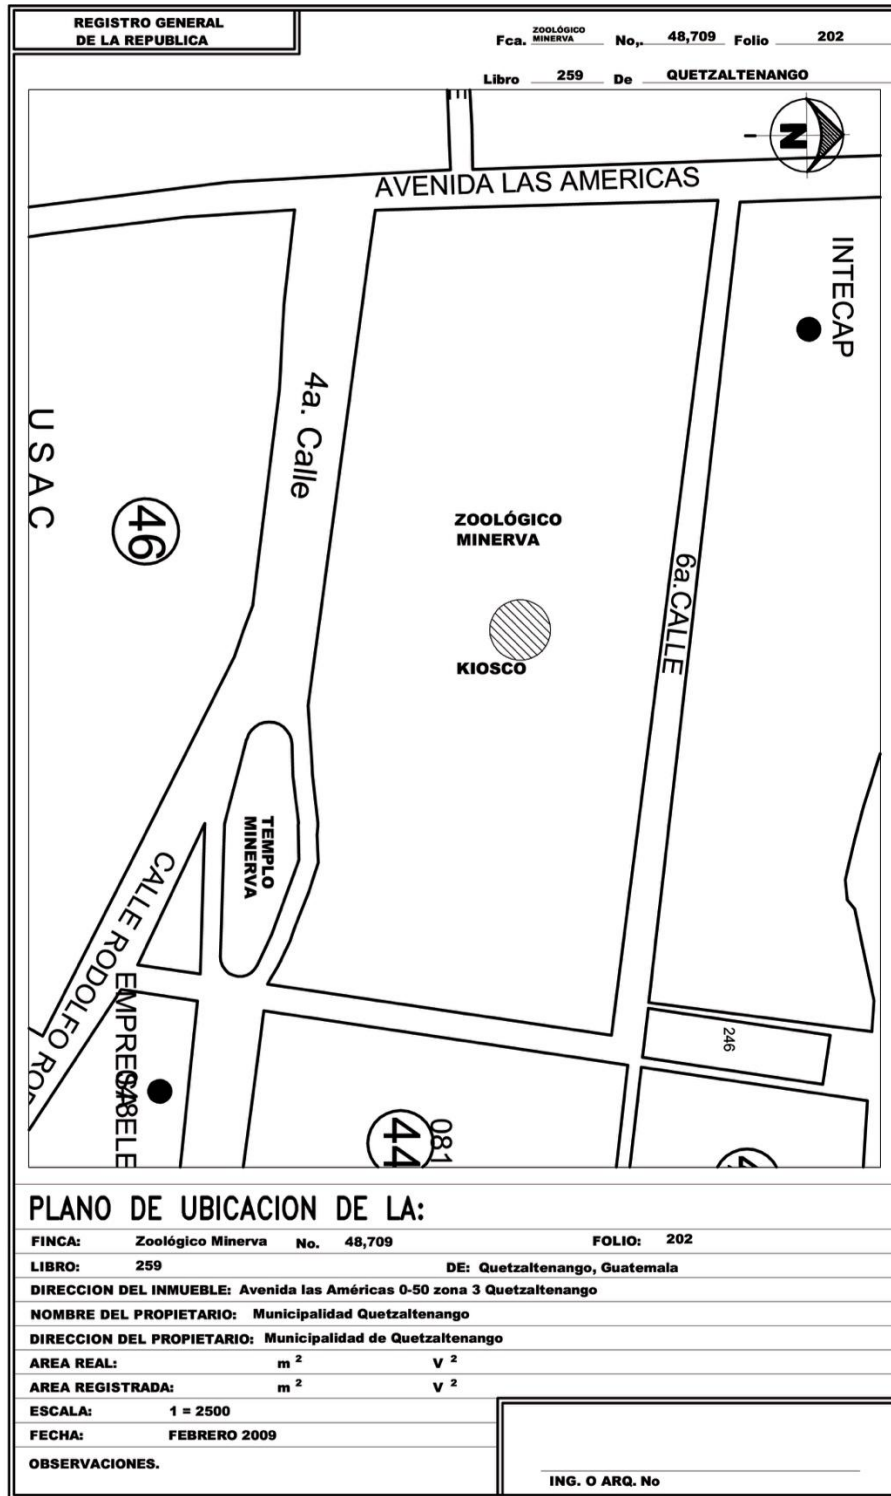 REGISTRO GENERAL
DE LA REPUBLICA
Fca. ZOOLÓGICO MINERVA No,. 48,709 Folio 202
Libro 259 De QUETZALTENANGO
N
AVENIDA LAS AMERICAS
INTECAP
4a. Calle
U S A C
46
ZOOLÓGICO
MINERVA
6a.CALLE
KIOSCO
TEMPLO
MINERVA
CALLE RODOLFO ROB
EMPRESA ELE
246
44
081
PLANO DE UBICACION DE LA:
FINCA: Zoológico Minerva No. 48,709 FOLIO: 202
LIBRO: 259 DE: Quetzaltenango, Guatemala
DIRECCION DEL INMUEBLE: Avenida las Américas 0-50 zona 3 Quetzaltenango
NOMBRE DEL PROPIETARIO: Municipalidad Quetzaltenango
DIRECCION DEL PROPIETARIO: Municipalidad de Quetzaltenango
AREA REAL: m 2 V 2
AREA REGISTRADA: m 2 V 2
ESCALA: 1 = 2500
FECHA: FEBRERO 2009
OBSERVACIONES.
ING. O ARQ. No